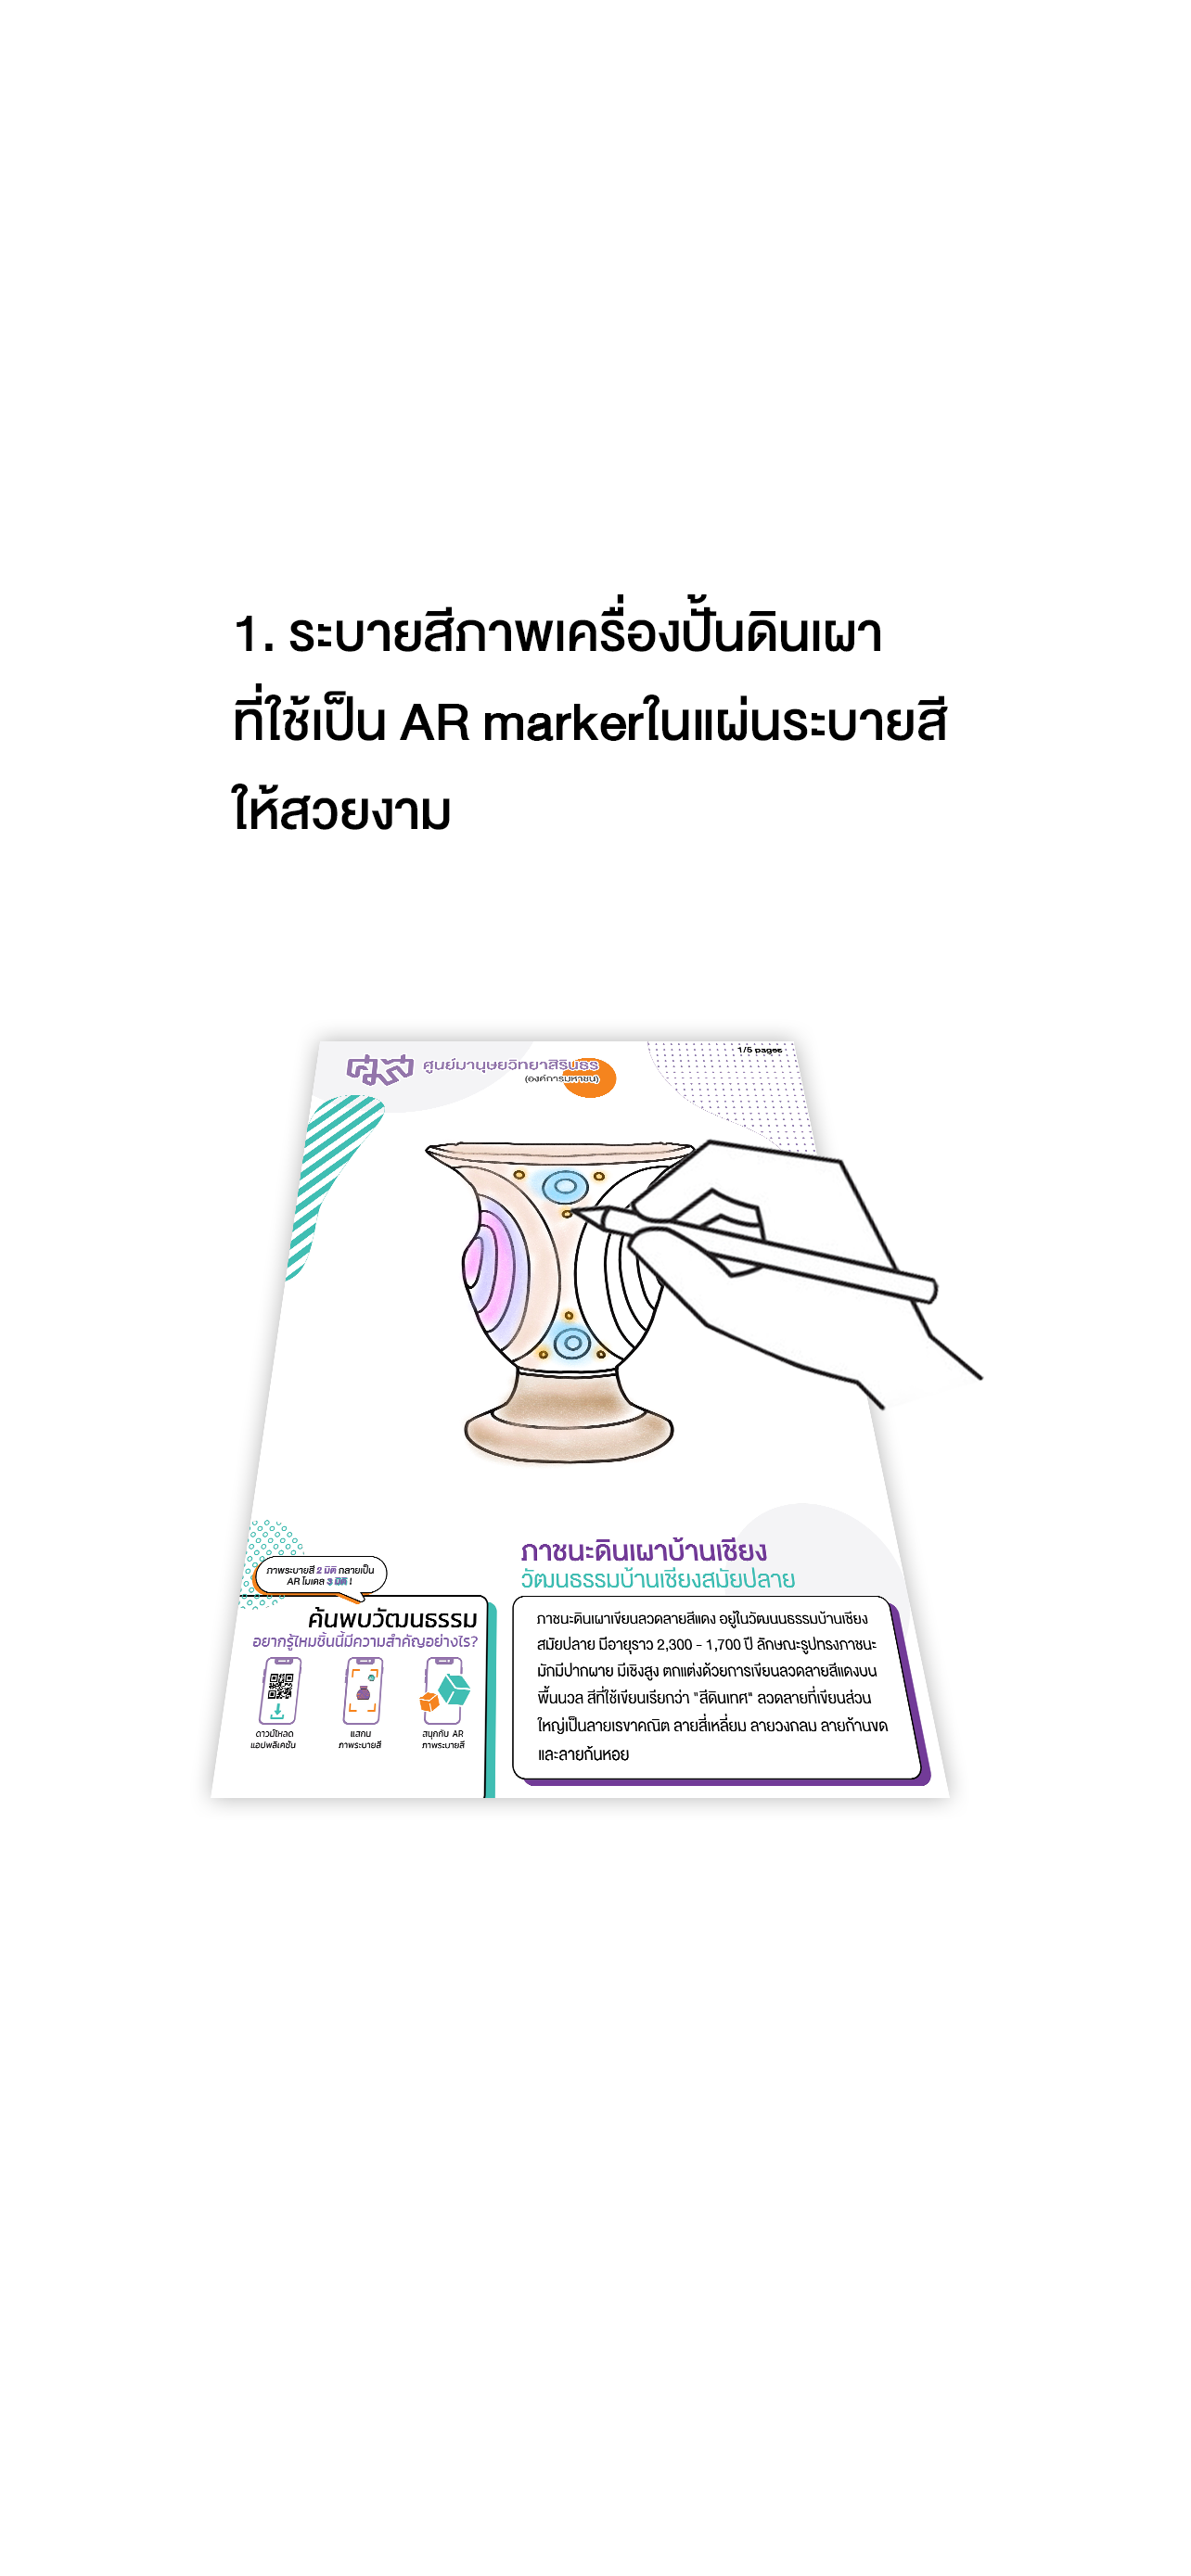 1. ระบายสีภาพเครื่องปั้นดินเผา
ที่ใช้เป็น AR markerในแผ่นระบายสี
ให้สวยงาม
1/5 pages
ศมส ศูนย์มานุษยวิทยาสิรินธร
(องค์การมหาชน)
ภาชนะดินเผาบ้านเชียง
วัฒนธรรมบ้านเชียงสมัยปลาย
ภาชนะดินเผาเขียนลวดลายสีแดง อยู่ในวัฒนนธรรมบ้านเชียง
สมัยปลาย มีอายุราว 2,300 - 1,700 ปี ลักษณะรูปทรงภาชนะ
มักมีปากผาย มีเชิงสูง ตกแต่งด้วยการเขียนลวดลายสีแดงบน
พื้นนวล สีที่ใช้เขียนเรียกว่า "สีดินเทศ" ลวดลายที่เขียนส่วน
ใหญ่เป็นลายเรขาคณิต ลายสี่เหลี่ยม ลายวงกลม ลายก้านขด
และลายก้นหอย
ภาพระบายสี 2 มิติ กลายเป็น
AR โมเดล 3 มิติ !
ค้นพบวัฒนธรรม
อยากรู้ไหมชิ้นนี้มีความสำคัญอย่างไร?
ดาวน์โหลด
แอปพลิเคชัน
แสกน
ภาพระบายสี
สนุกกับ AR
ภาพระบายสี